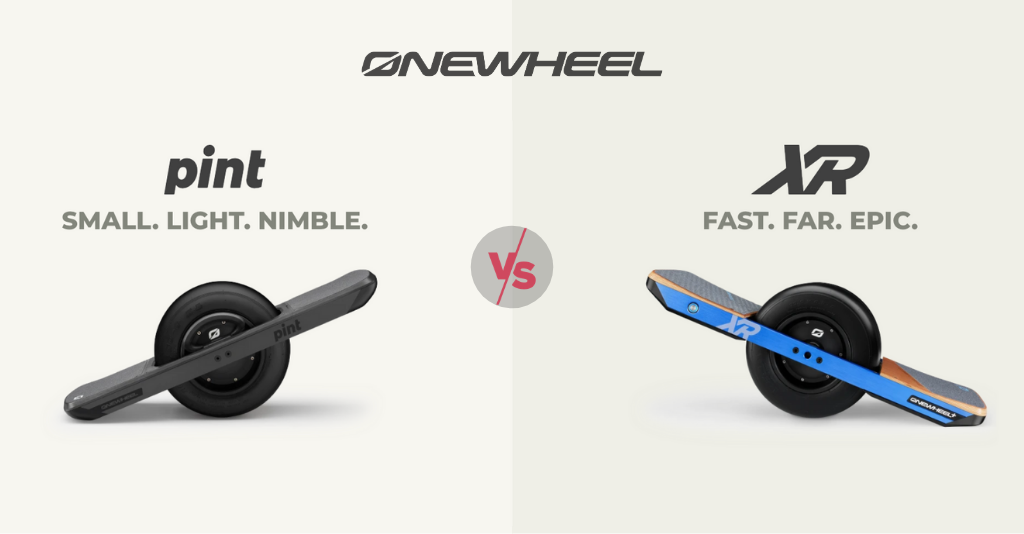 ONEWHEEL
pint
SMALL. LIGHT. NIMBLE.
XR
FAST. FAR. EPIC.
VS
pint
XR
ONEWHEEL+